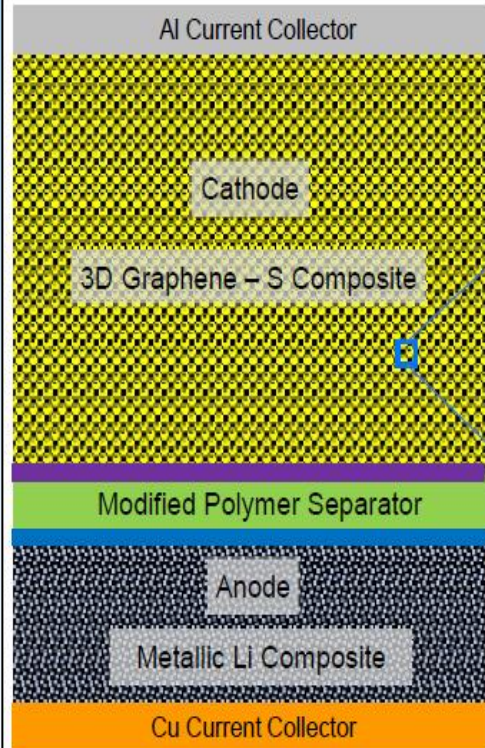 Al Current Collector
Cathode
3D Graphene – S Composite
Modified Polymer Separator
Anode
Metallic Li Composite
Cu Current Collector